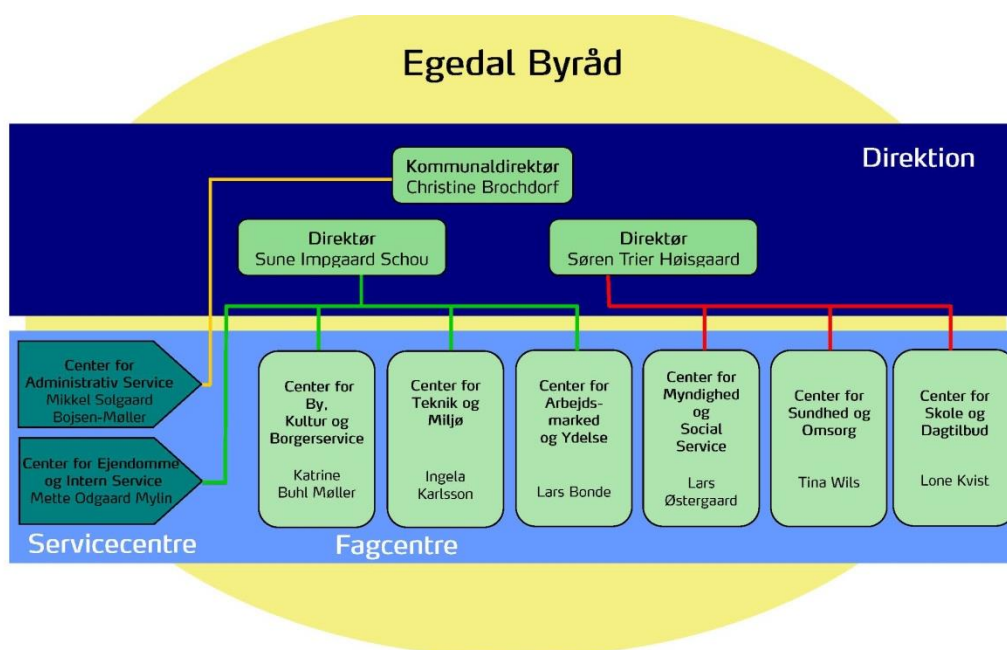 Egedal Byråd
Direktion
Kommunaldirektør
Christine Brochdorf
Direktør
Sune Impgaard Schou
Direktør
Søren Trier Høisgaard
Center for
Administrativ Service
Mikkel Solgaard
Bojsen-Møller
Center for Ejendomme
og Intern Service
Mette Odgaard Mylin
Servicecentre
Center for
By,
Kultur og
Borgerservice
Katrine
Buhl Møller
Center for
Teknik og
Miljø
Ingela
Karlsson
Center for
Arbejds-
marked
og Ydelse
Lars Bonde
Center for
Myndighed
og
Social
Service
Lars
Østergaard
Center for
Sundhed og
Omsorg
Tina Wils
Center for
Skole og
Dagtilbud
Lone Kvist
Fagcentre